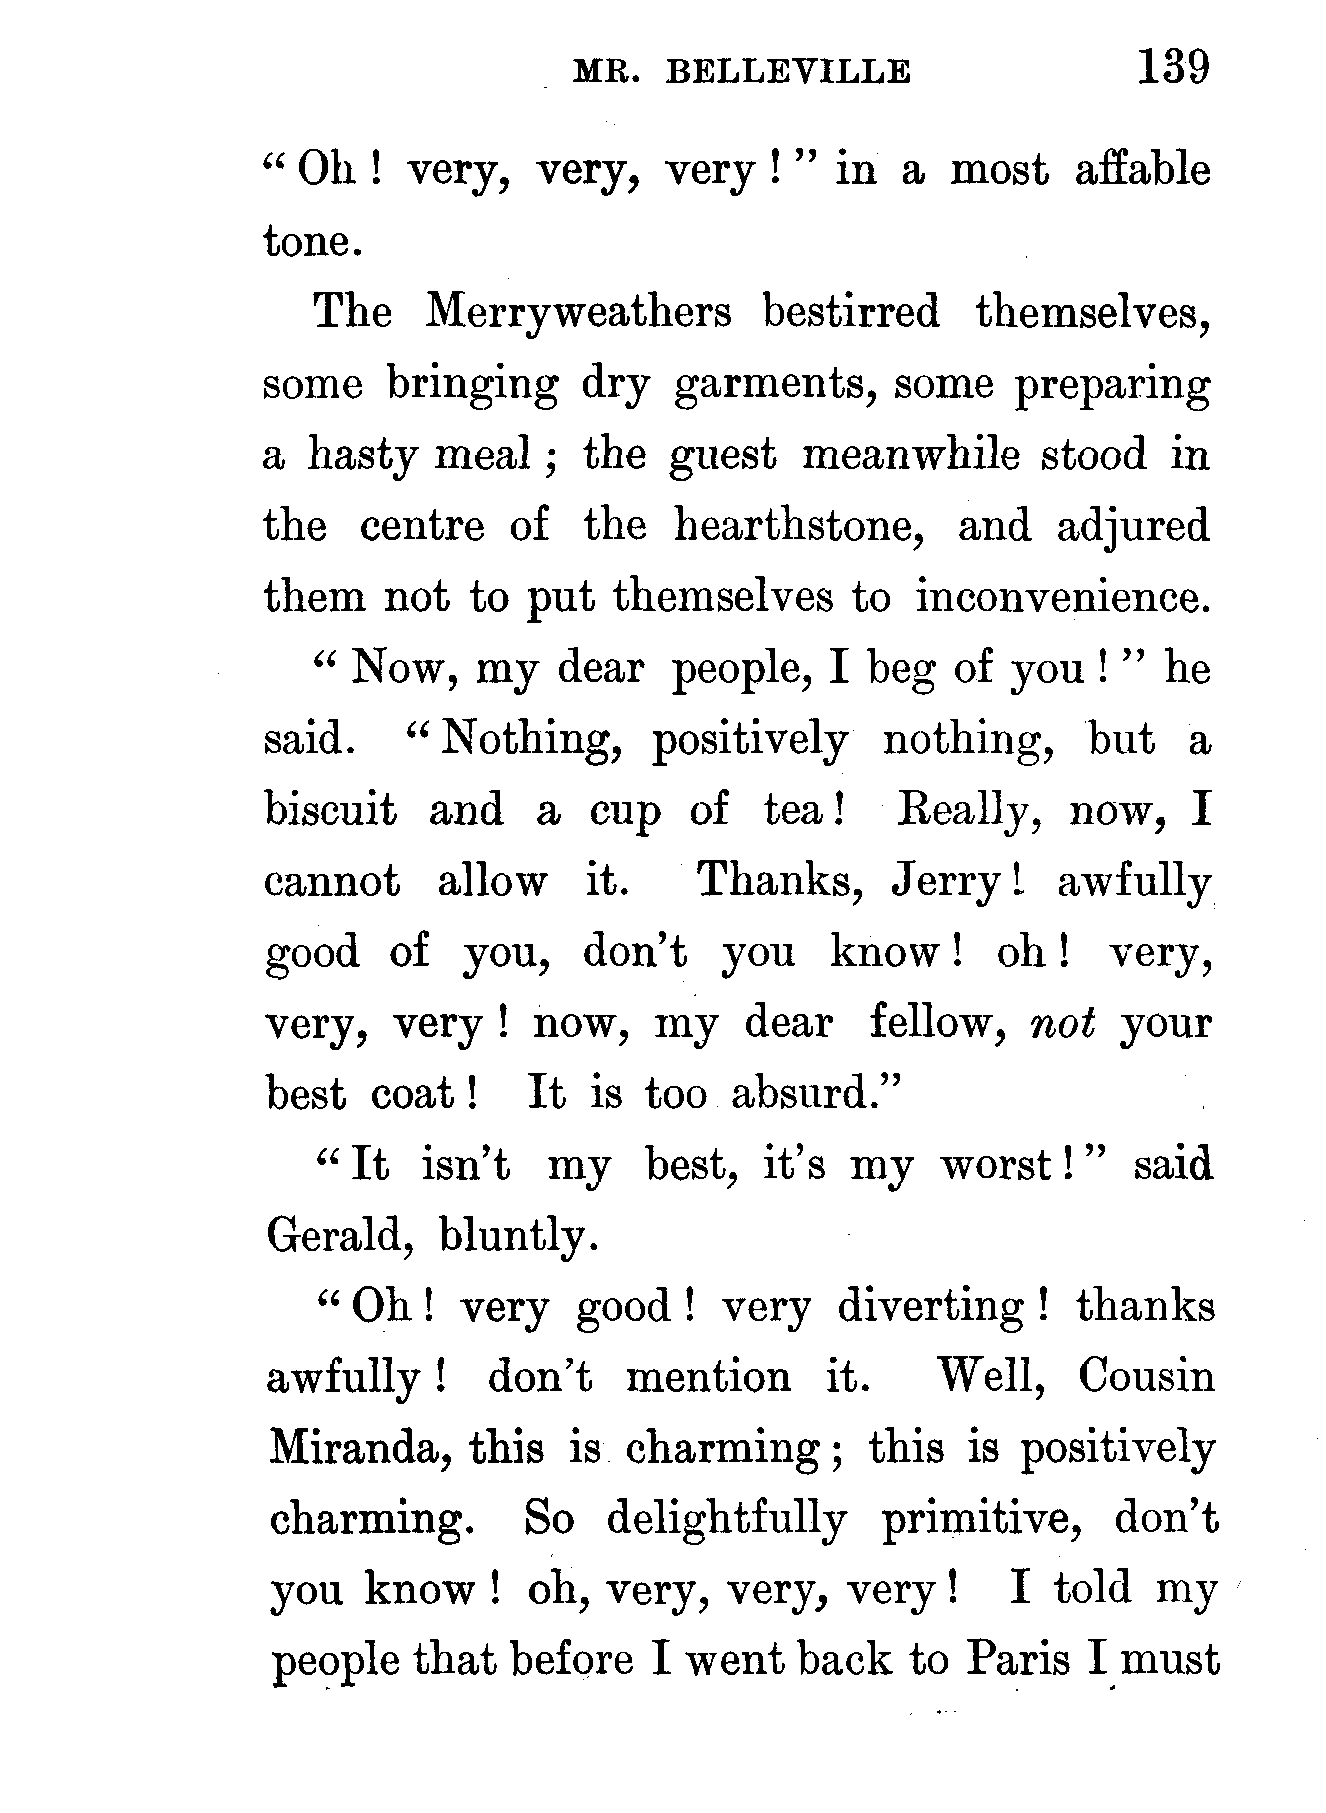 MR. BELLEVILLE 139
“ Oh ! very, very, very ! ” in a most affable
tone.
The Merryweathers bestirred themselves,
some bringing dry garments, some preparing
a hasty meal ; the guest meanwhile stood in
the centre of the hearthstone, and adjured
them not to put themselves to inconvenience.
“ Now, my dear people, I beg of you ! ” he
said. “ Nothing, positively nothing, but a
biscuit and a cup of tea ! Really, now, I
cannot allow it. Thanks, Jerry ! awfully
good of you, don’t you know ! oh ! very,
very, very ! now, my dear fellow, not your
best coat ! It is too absurd.”
“ It isn’t my best, it’s my worst ! ” said
Gerald, bluntly.
“ Oh ! very good ! very diverting ! thanks
awfully ! don’t mention it. Well, Cousin
Miranda, this is charming ; this is positively
charming. So delightfully primitive, don’t
you know ! oh, very, very, very ! I told my
people that before I went back to Paris I must